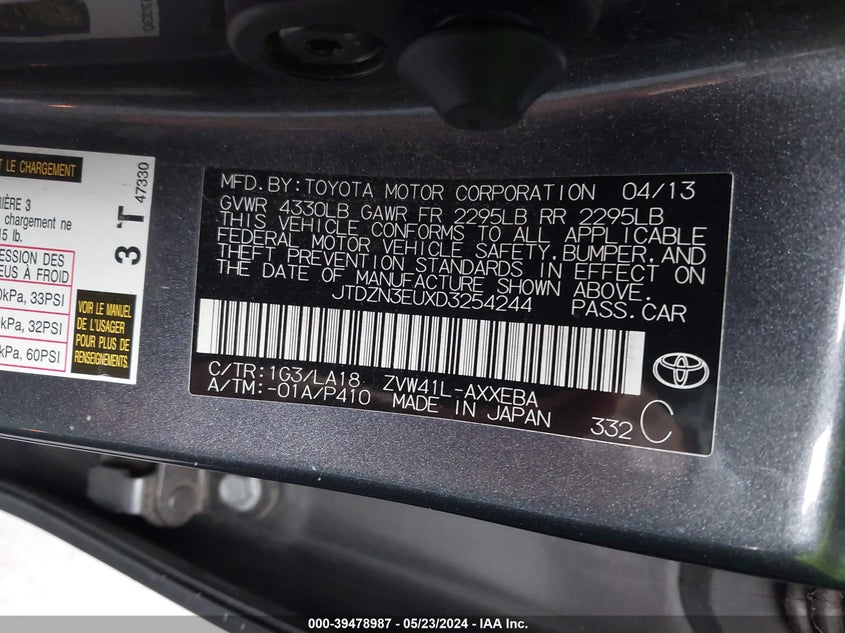 T LE CHARGEMENT
IÈRE 3
chargement ne
15 lb.
ESSION DES
EUS À FROID
0kPa, 33PSI
kPa, 32PSI
kPa, 60PSI
VOIR LE MANUEL
DE L'USAGER
POUR PLUS DE
RENSEIGNEMENTS.
3 T 47330
MFD.BY:TOYOTA MOTOR CORPORATION 04/13
GVWR 4330LB GAWR FR 2295LB RR 2295LB
THIS VEHICLE CONFORMS TO ALL APPLICABLE
FEDERAL MOTOR VEHICLE SAFETY,BUMPER,AND
THEFT PREVENTION STANDARDS IN EFFECT ON
THE DATE OF MANUFACTURE SHOWN ABOVE.
JTDZN3EUXD3254244 PASS.CAR
C/TR:1G3/LA18 ZVW41L-AXXEBA
A/TM:-01A/P410 MADE IN JAPAN
332 C
000-39478987 - 05/23/2024 - IAA Inc.